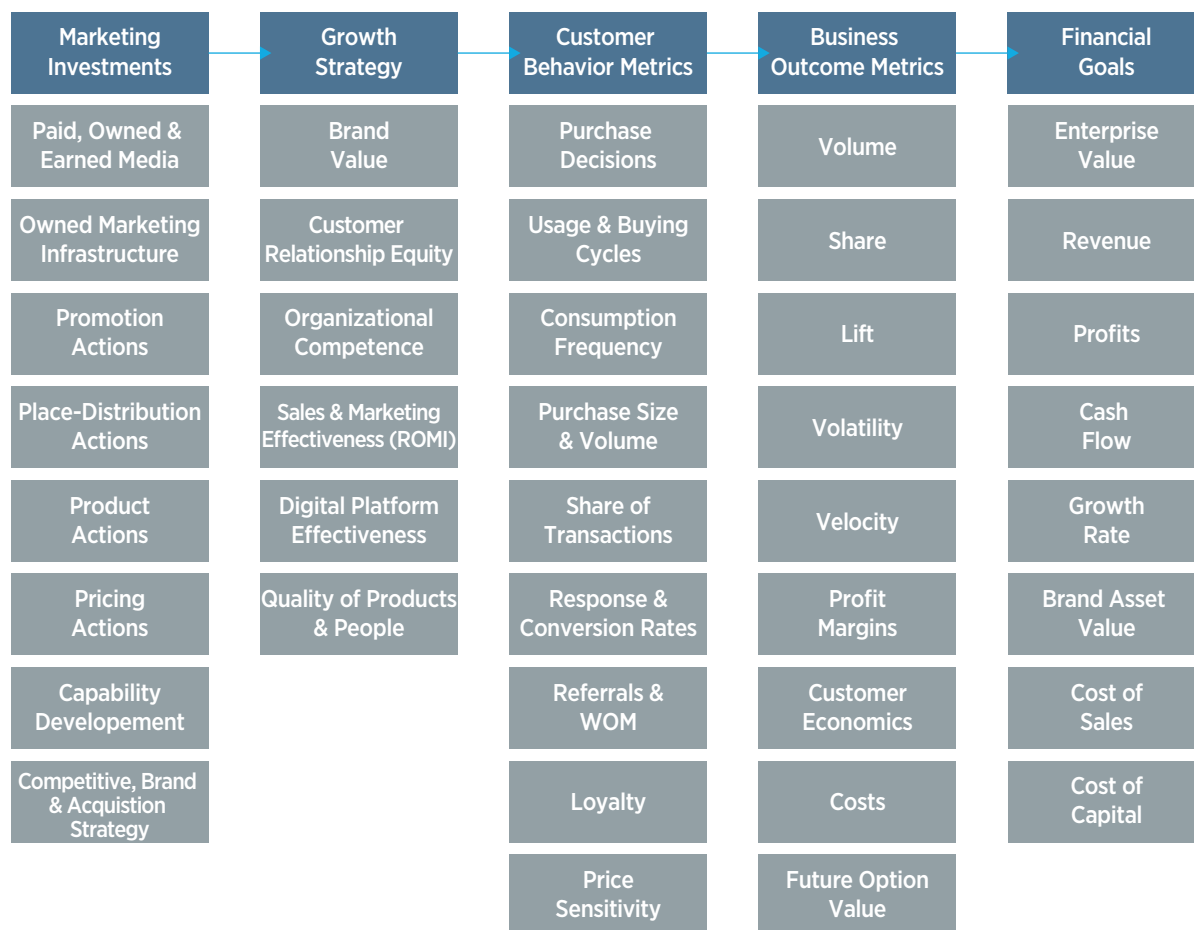 Marketing
Investments
Paid, Owned &
Earned Media
Owned Marketing
Infrastructure
Promotion
Actions
Place-Distribution
Actions
Product
Actions
Pricing
Actions
Capability
Developement
Competitive, Brand
& Acquistion
Strategy
Growth
Strategy
Brand
Value
Customer
Relationship Equity
Organizational
Competence
Sales & Marketing
Effectiveness (ROMI)
Digital Platform
Effectiveness
Quality of Products
& People
Customer
Behavior Metrics
Purchase
Decisions
Usage & Buying
Cycles
Consumption
Frequency
Purchase Size
& Volume
Share of
Transactions
Response &
Conversion Rates
Referrals &
WOM
Loyalty
Price
Sensitivity
Business
Outcome Metrics
Volume
Share
Lift
Volatility
Velocity
Profit
Margins
Customer
Economics
Costs
Future Option
Value
Financial
Goals
Enterprise
Value
Revenue
Profits
Cash
Flow
Growth
Rate
Brand Asset
Value
Cost of
Sales
Cost of
Capital